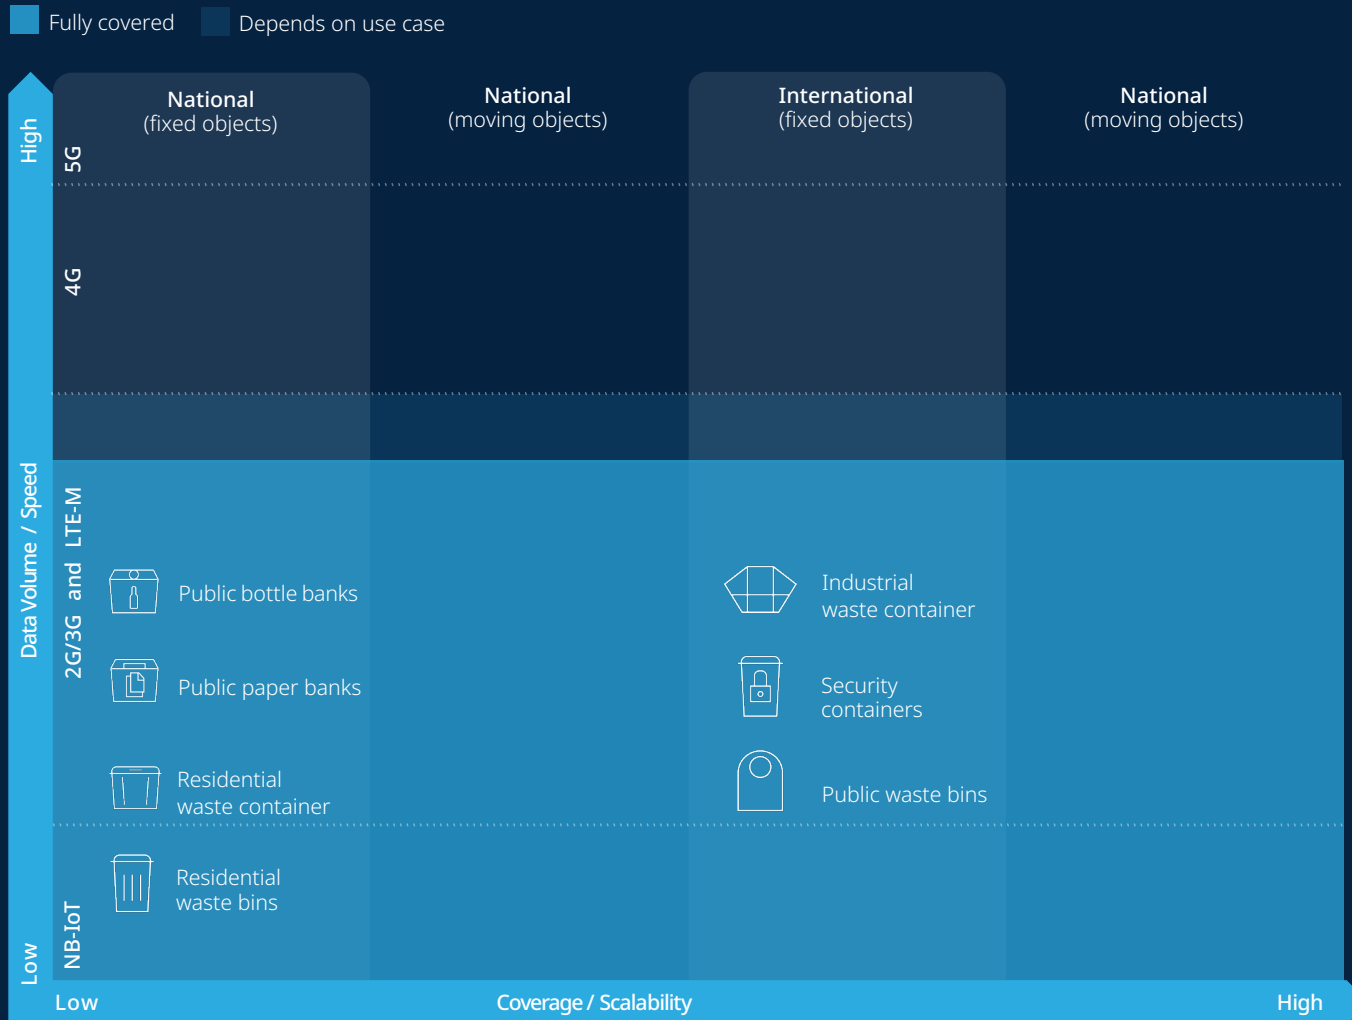 Fully covered
Depends on use case
National
(fixed objects)
National
(moving objects)
International
(fixed objects)
National
(moving objects)
High
5G
4G
Data Volume / Speed
2G/3G and LTE-M
Public bottle banks
Public paper banks
Residential
waste container
Industrial
waste container
Security
containers
Public waste bins
Residential
waste bins
NB-IoT
Low
Low
Coverage / Scalability
High